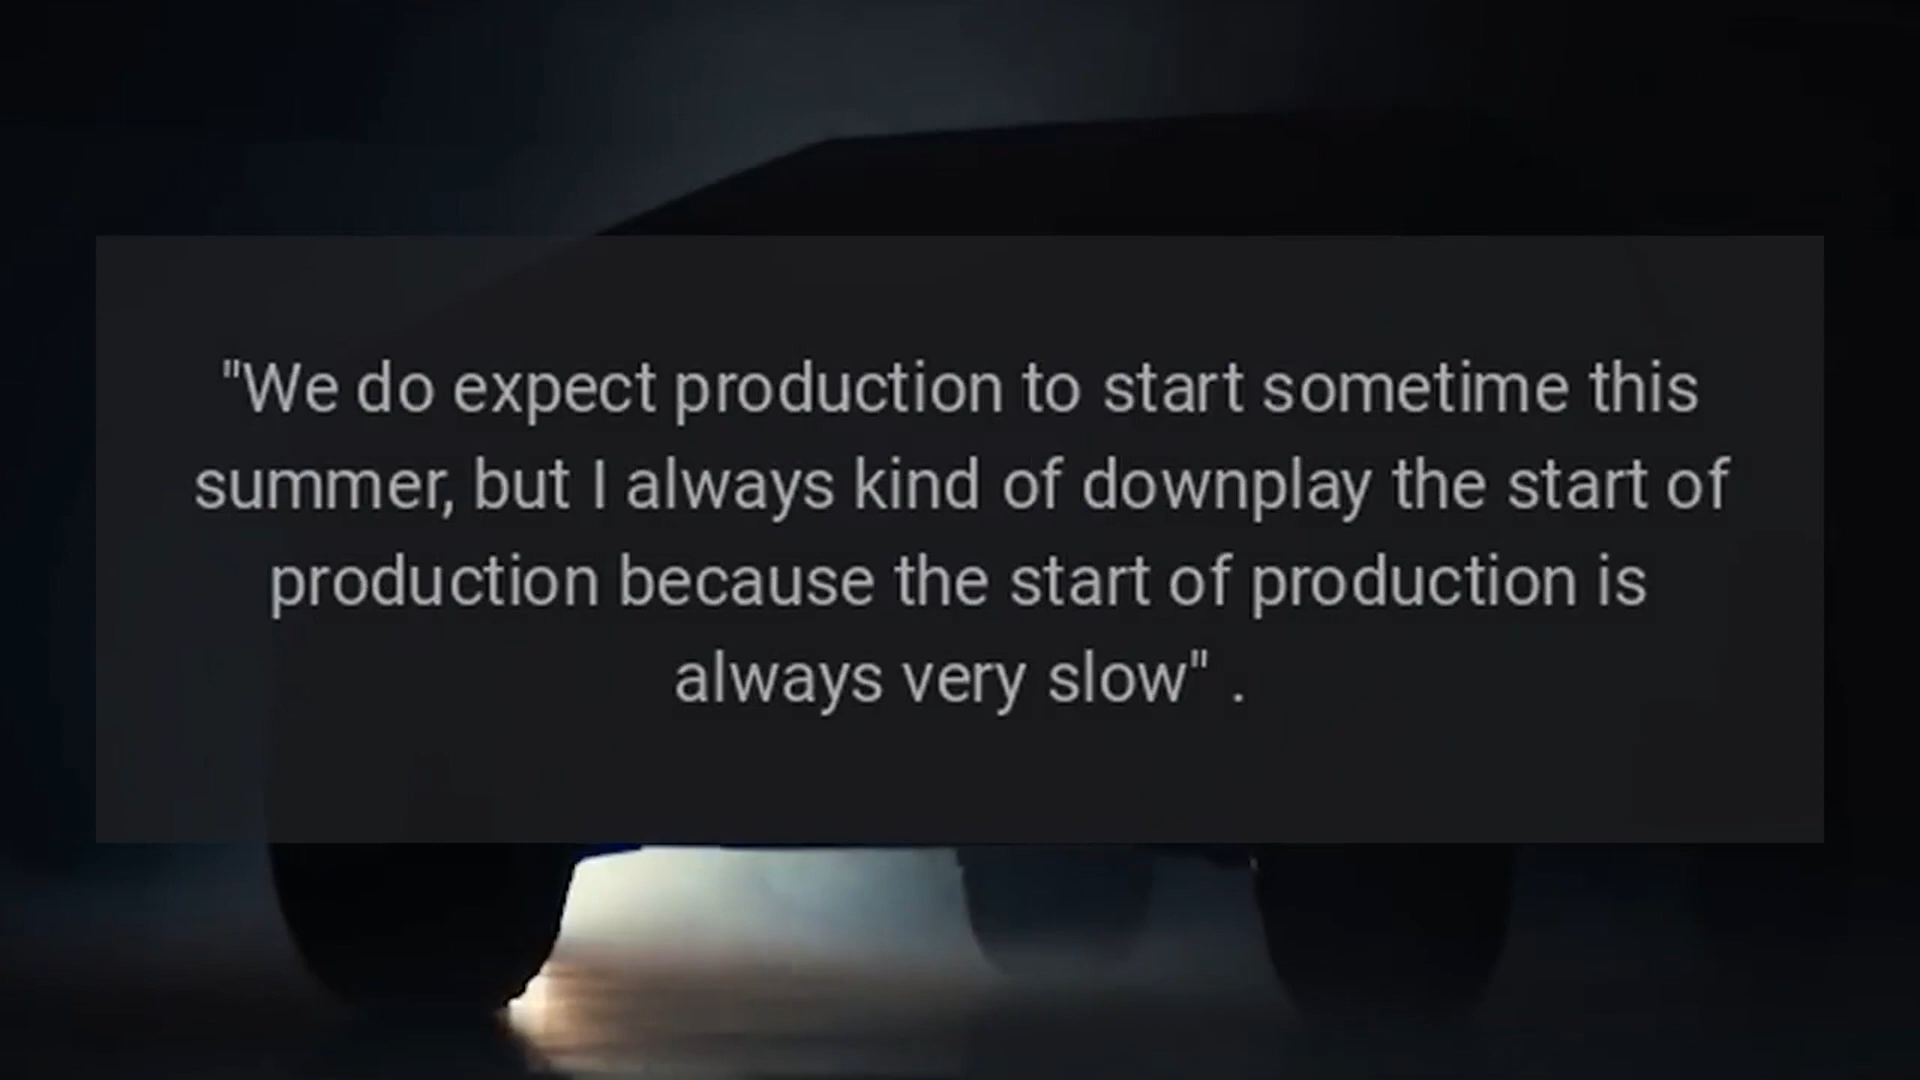 "We do expect production to start sometime this
summer, but I always kind of downplay the start of
production because the start of production is
always very slow" .